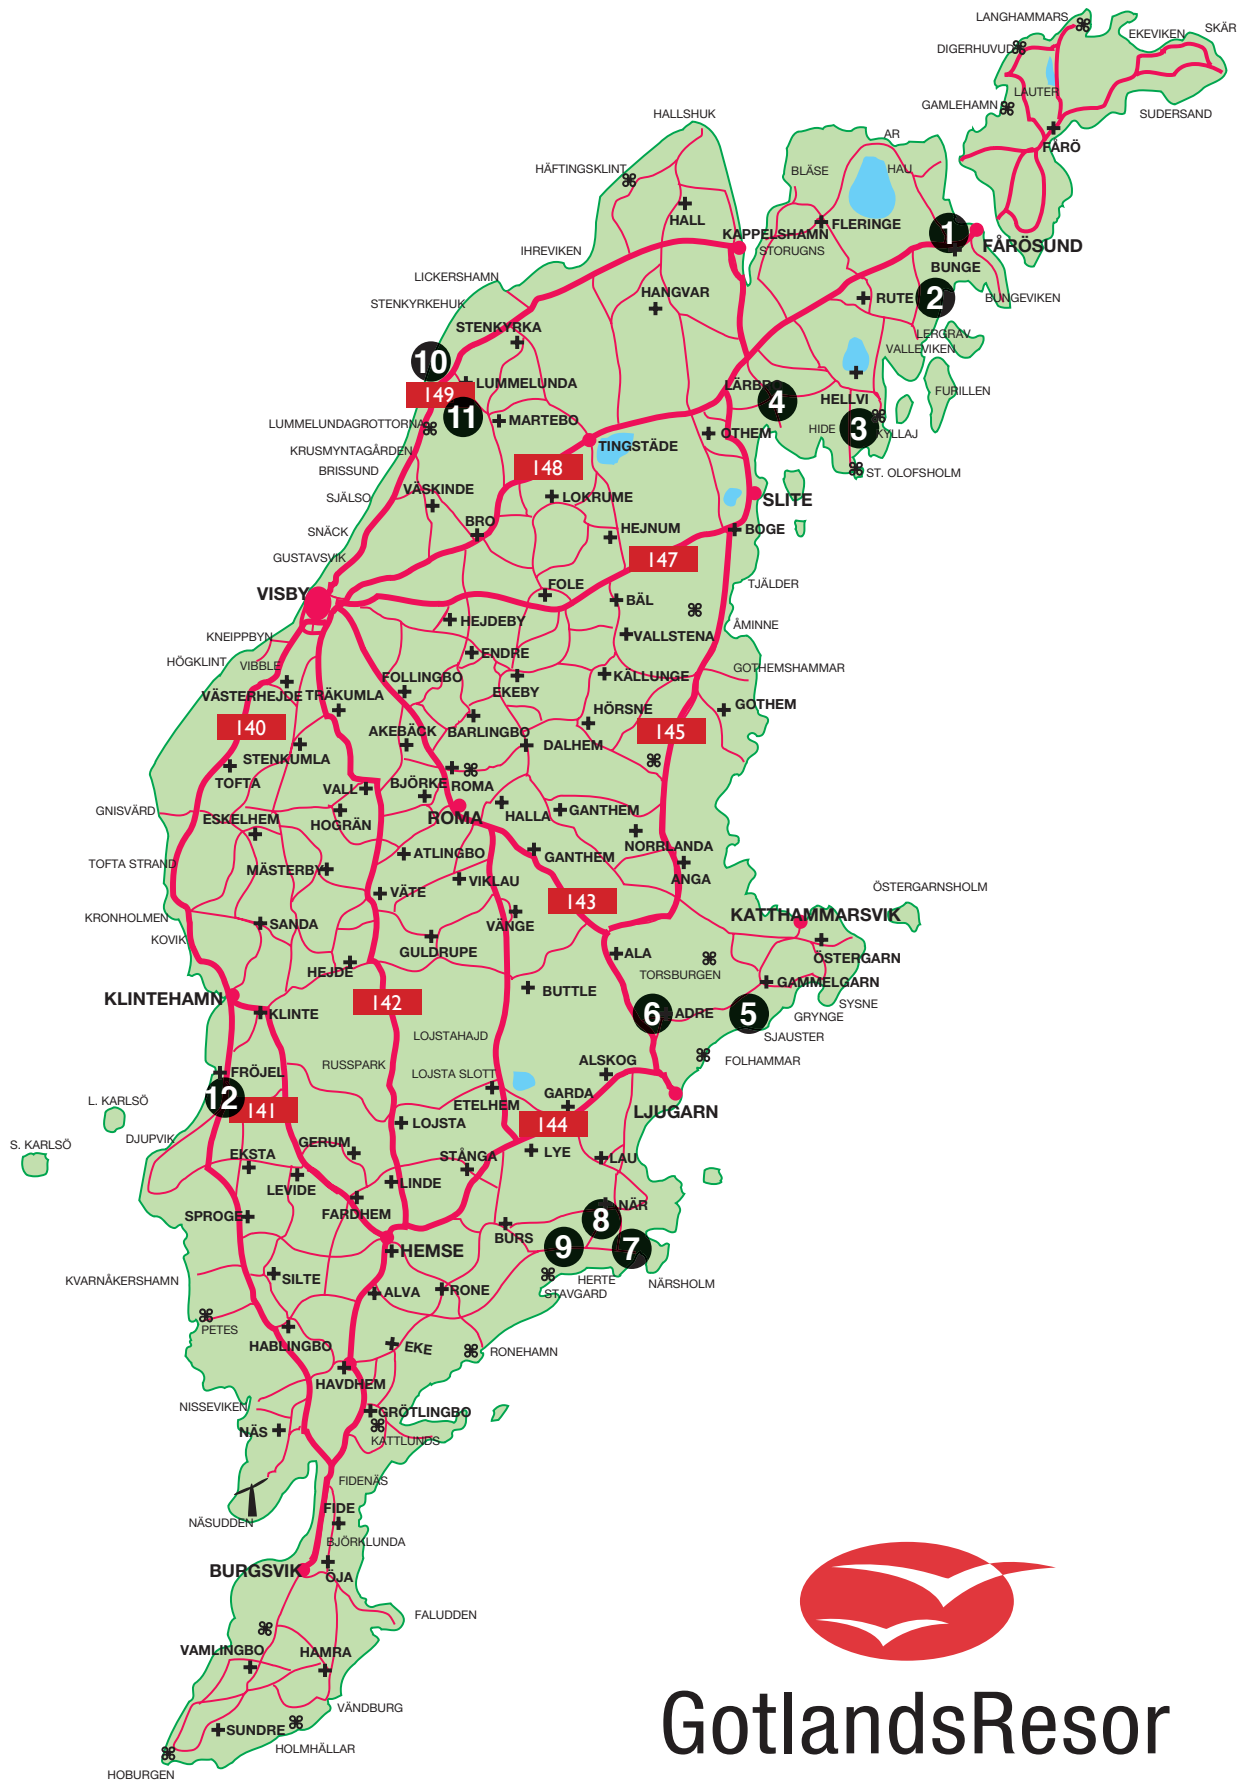 LANGHAMMARS
EKEVIKEN
SKÄR
DIGERHUVUD
LAUTER
GAMLEHAMN
SUDERSAND
FÅRÖ
HALLSHUK
AR
HÄFTINGSKLINT
BLÄSE
HAU
HALL
FLERINGE
1
KAPPELSHAMN
FÅRÖSUND
IHREVIKEN
STORUGNS
BUNGE
LICKERSHAMN
HANGVAR
RUTE
2
BUNGEVIKEN
STENKYRKEHUK
STENKYRKA
LERGRAV
VALLEVIKEN
10
LUMMELUNDA
LÄRBRO
149
4
HELLVI
FURILLEN
11
MARTEBO
LUMMELUNDAGROTTORNA
HIDE
3
KYLLAJ
OTHEM
KRUSMYNTAGÅRDEN
TINGSTÄDE
BRISSUND
148
ST. OLOFSHOLM
VÄSKINDE
SJÄLSO
LOKRUME
SLITE
BRO
SNÄCK
HEJNUM
BOGE
GUSTAVSVIK
147
VISBY
FOLE
TJÄLDER
BÄL
HEJDEBY
ÅMINNE
KNEIPPBYN
VALLSTENA
ENDRE
HÖGKLINT
VIBBLE
GOTHEMSHAMMAR
FOLLINGBO
EKEBY
KÄLLUNGE
VÄSTERHEJDE
TRÄKUMLA
GOTHEM
HÖRSNE
140
AKEBÄCK
BARLINGBO
145
DALHEM
STENKUMLA
TOFTA
VALL
BJÖRKE
ROMA
GNISVÄRD
ESKELHEM
HOGRÄN
ROMA
HALLA
GANTHEM
NORRLANDA
ATLINGBO
GANTHEM
TOFTA STRAND
MÄSTERBY
ANGA
VIKLAU
VÄTE
143
ÖSTERGARNSHOLM
KRONHOLMEN
SANDA
VÄNGE
KATTHAMMARSVIK
KOVIK
GULDRUPE
ALA
ÖSTERGARN
HEJDE
TORSBURGEN
GAMMELGARN
KLINTEHAMN
142
BUTTLE
SYSNE
KLINTE
6
ADRE
5
GRYNGE
LOJSTAHAJD
SJAUSTER
RUSSPARK
ALSKOG
FOLHAMMAR
FRÖJEL
LOJSTA SLOTT
12
L. KARLSÖ
141
ETELHEM
GARDA
LJUGARN
LOJSTA
144
DJUPVIK
S. KARLSÖ
GERUM
EKSTA
STÅNGA
LYE
LAU
LEVIDE
LINDE
SPROGE
FARDHEM
NÄR
BURS
8
HEMSE
9
7
KVARNÅKERSHAMN
SILTE
HERTE
NÄRSHOLM
ALVA
RONE
STAVGARD
PETES
HABLINGBO
EKE
RONEHAMN
HAVDHEM
NISSEVIKEN
GRÖTLINGBO
NÄS
KATTLUNDS
FIDENÄS
FIDE
NÄSUDDEN
BJÖRKLUNDA
BURGSVIK
ÖJA
FALUDDEN
VAMLINGBO
HAMRA
VÄNDBURG
SUNDRE
HOLMHÄLLAR
HOBURGEN
GotlandsResor